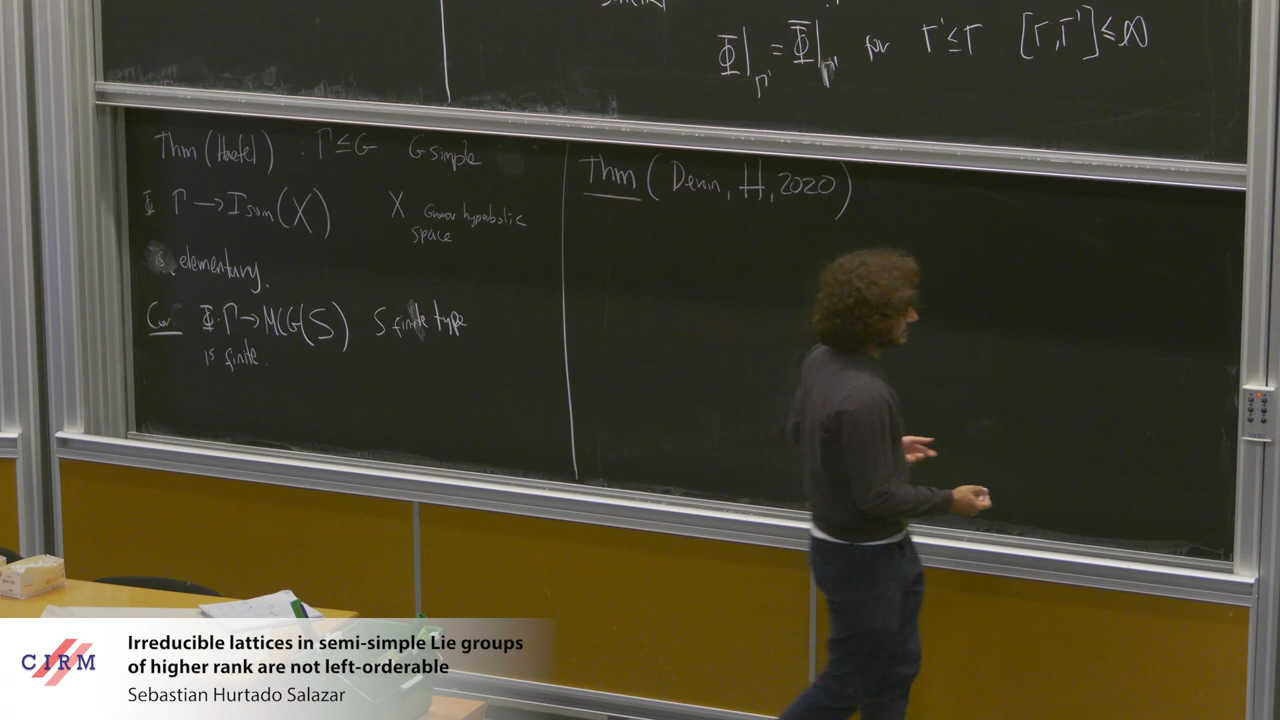 Φ|Γ' = Φ̄|Γ' for Γ' ≤ Γ [Γ,Γ'] ≤ ∞
Thm (Haettel) . Γ ≤ G G simple
Φ Γ → Isom(X) X Gromov hyperbolic
space
is elementary.
Cor Φ: Γ → MCG(S) S finite type
is finite.
Thm (Deroin, H, 2020)
CIRM
Irreducible lattices in semi-simple Lie groups
of higher rank are not left-orderable
Sebastian Hurtado Salazar